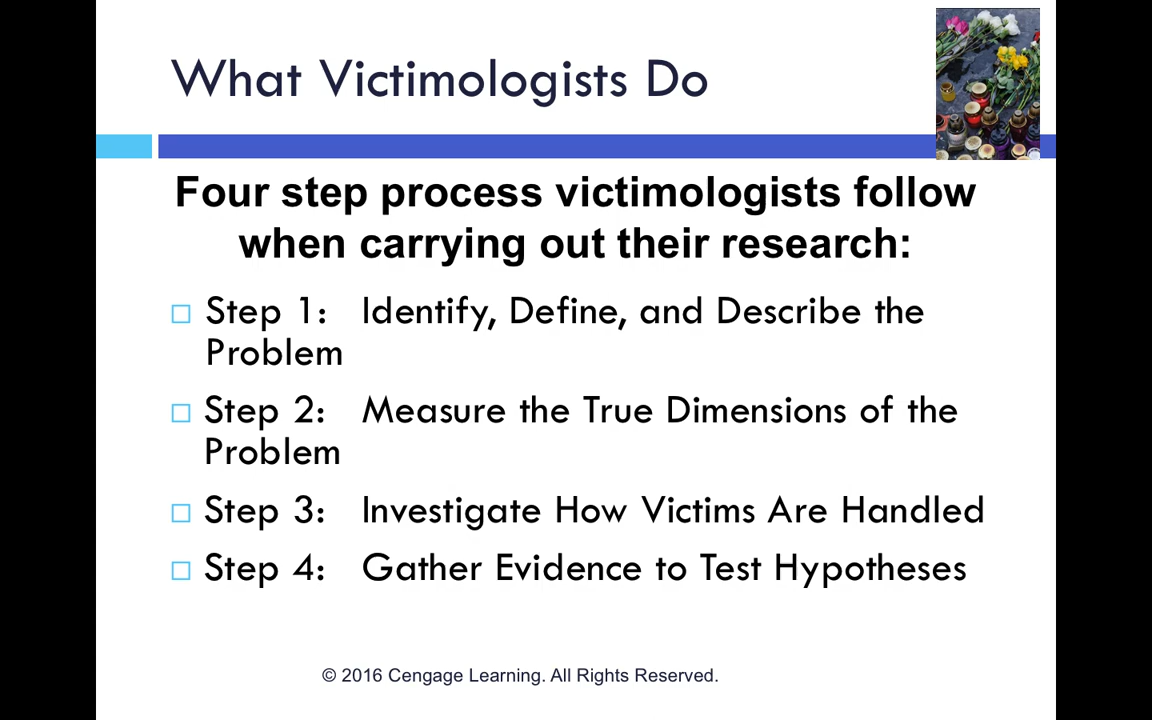 What Victimologists Do
Four step process victimologists follow
when carrying out their research:
Step 1: Identify, Define, and Describe the
Problem
Step 2: Measure the True Dimensions of the
Problem
Step 3: Investigate How Victims Are Handled
Step 4: Gather Evidence to Test Hypotheses
© 2016 Cengage Learning. All Rights Reserved.